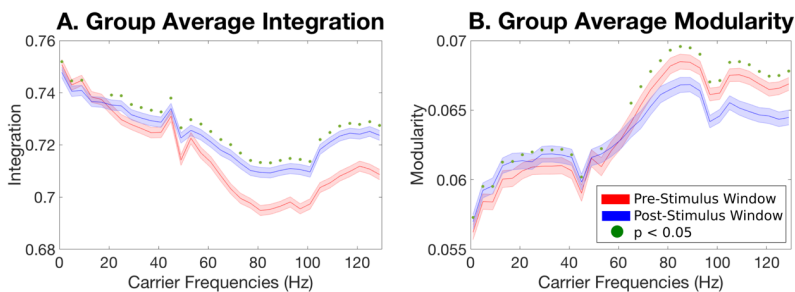 A. Group Average Integration
0.76
0.74
0.72
0.7
0.68
Integration
0 20 40 60 80 100 120
Carrier Frequencies (Hz)
B. Group Average Modularity
0.07
0.065
0.06
0.055
Modularity
0 20 40 60 80 100 120
Carrier Frequencies (Hz)
Pre-Stimulus Window
Post-Stimulus Window
p < 0.05